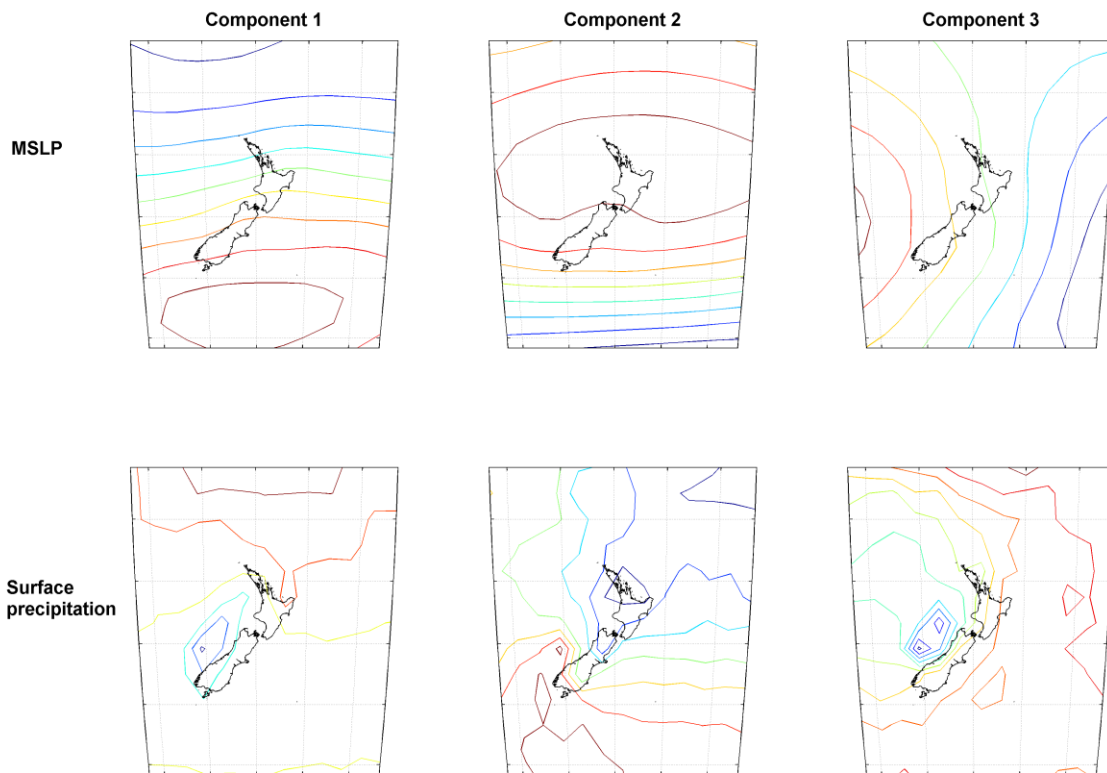 Component 1
Component 2
Component 3
MSLP
Surface
precipitation